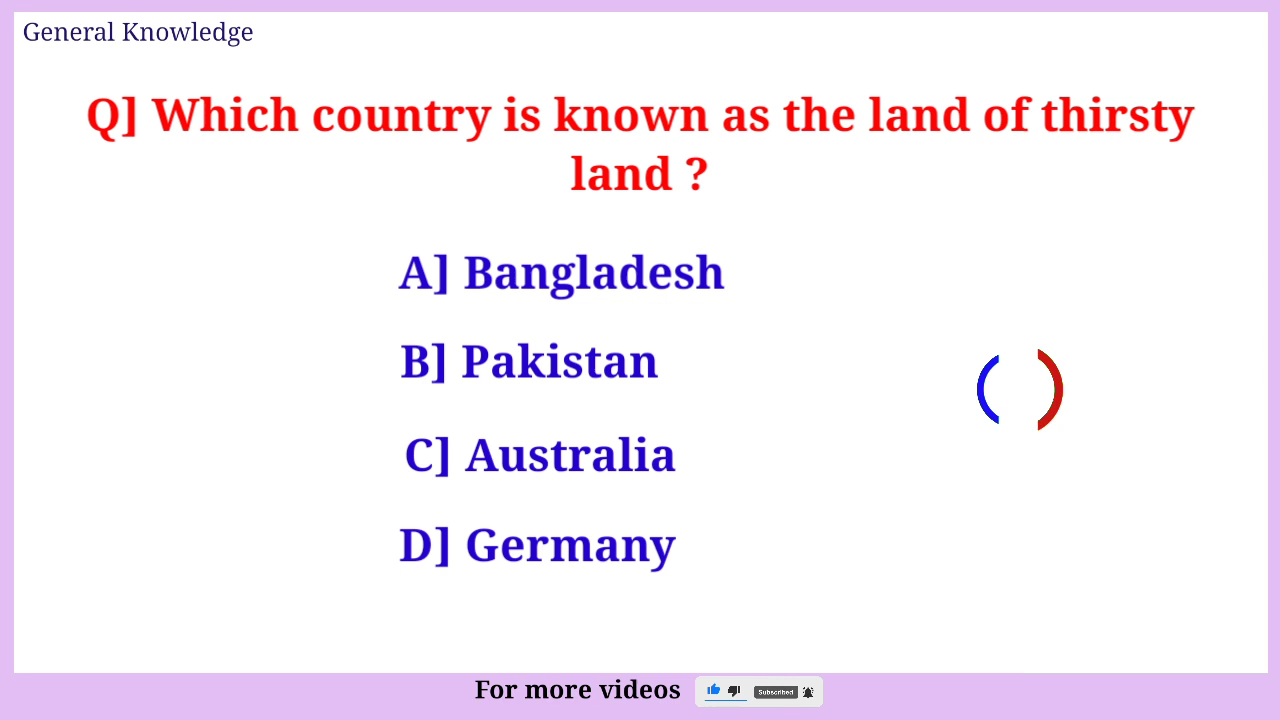 General Knowledge
Q] Which country is known as the land of thirsty
land ?
A] Bangladesh
B] Pakistan
C] Australia
D] Germany
For more videos
Subscribed